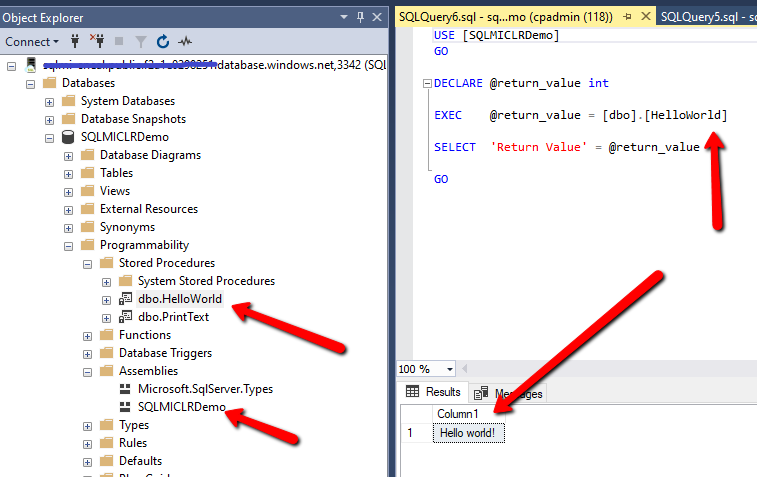 Object Explorer
Connect
database.windows.net,3342 (SQL
Databases
System Databases
Database Snapshots
SQLMICLRDemo
Database Diagrams
Tables
Views
External Resources
Synonyms
Programmability
Stored Procedures
System Stored Procedures
dbo.HelloWorld
dbo.PrintText
Functions
Database Triggers
Assemblies
Microsoft.SqlServer.Types
SQLMICLRDemo
Types
Rules
Defaults
SQLQuery6.sql - sq...mo (cpadmin (118))
SQLQuery5.sql - s
USE [SQLMICLRDemo]
GO
DECLARE @return_value int
EXEC @return_value = [dbo].[HelloWorld]
SELECT 'Return Value' = @return_value
GO
100 %
Results
Messages
Column1
1 Hello world!